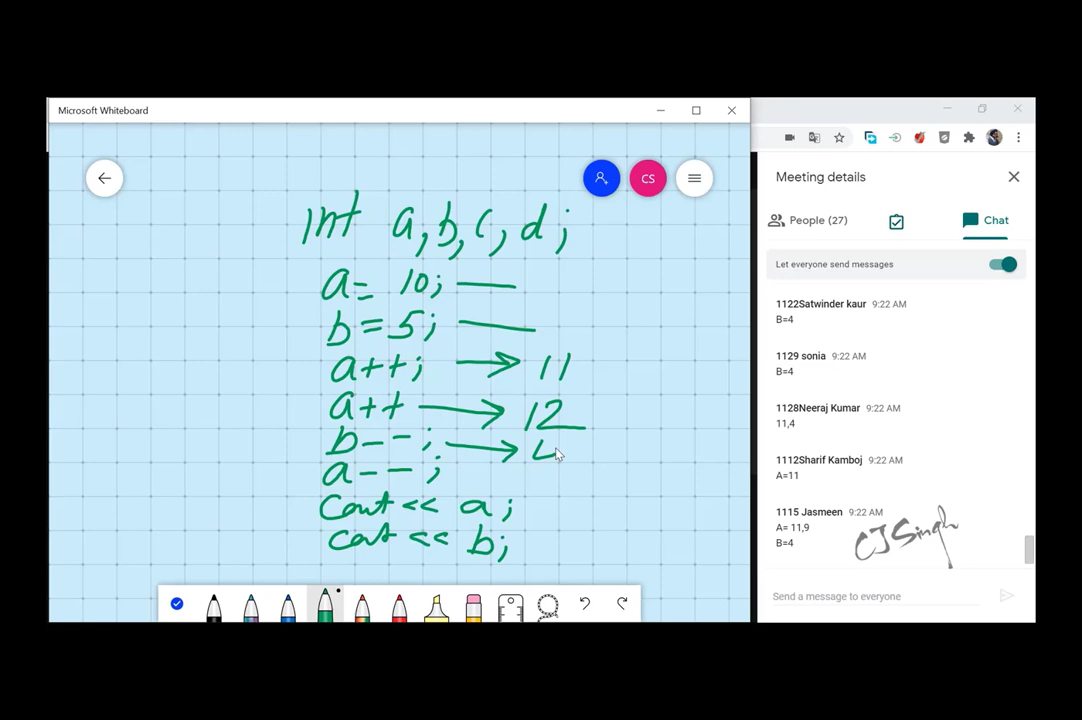 Microsoft Whiteboard
CS
int a,b,c,d;
a= 10;
b=5;
a++; → 11
a++ → 12
b--; → 4
a--;
Cout << a;
cout << b;
Meeting details
People (27)
Chat
Let everyone send messages
1122Satwinder kaur 9:22 AM
B=4
1129 sonia 9:22 AM
B=4
1128Neeraj Kumar 9:22 AM
11,4
1112Sharif Kamboj 9:22 AM
A=11
1115 Jasmeen 9:22 AM
A= 11,9
B=4
CJSingh
Send a message to everyone